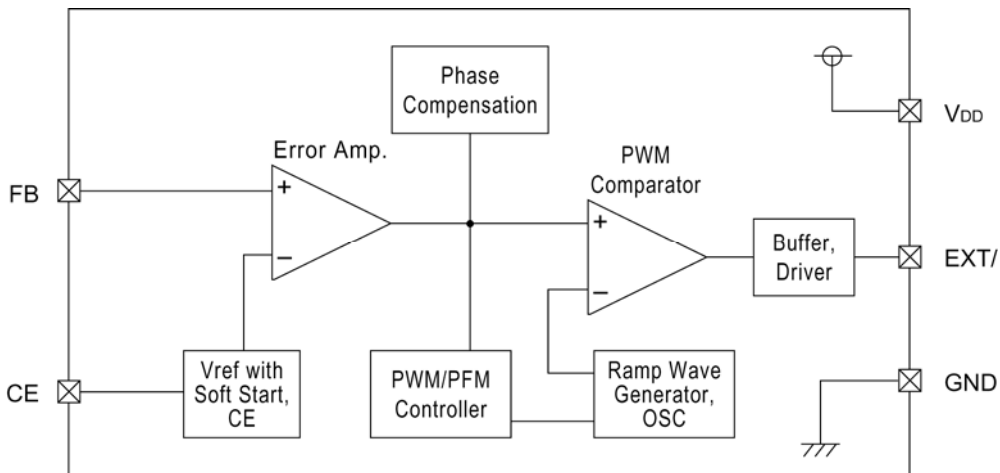 Phase
Compensation
Error Amp.
PWM
Comparator
VDD
FB
+
−
+
−
Buffer,
Driver
EXT/
CE
Vref with
Soft Start,
CE
PWM/PFM
Controller
Ramp Wave
Generator,
OSC
GND